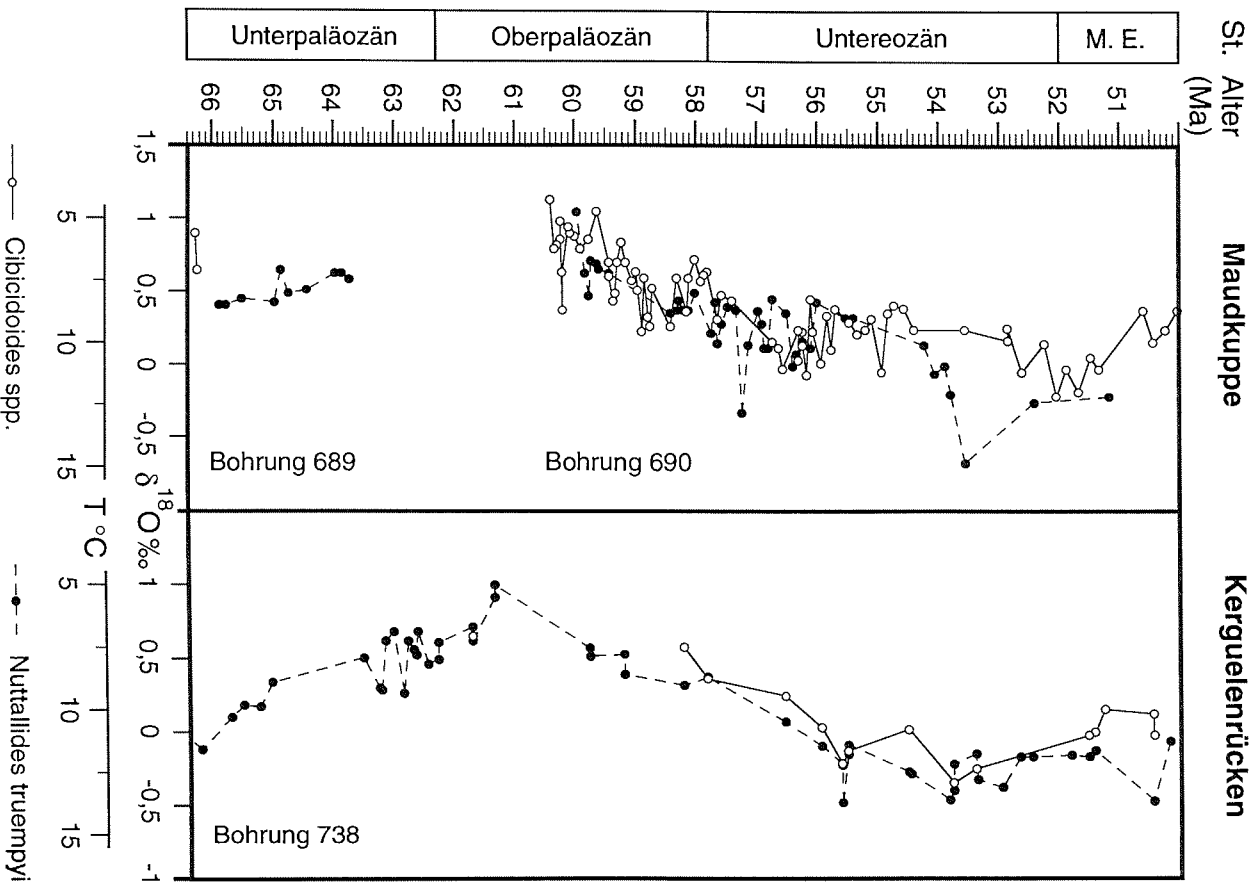 St. Alter (Ma)
Maudkuppe
Kerguelenrücken
M. E.
Untereozän
Oberpaläozän
Unterpaläozän
51
52
53
54
55
56
57
58
59
60
61
62
63
64
65
66
1,5
1
0,5
0
-0,5
δ¹⁸O‰
1
0,5
0
-0,5
-1
Bohrung 689
Bohrung 690
Bohrung 738
5
10
15
T °C
5
10
15
Cibicidoides spp.
Nuttallides truempyi